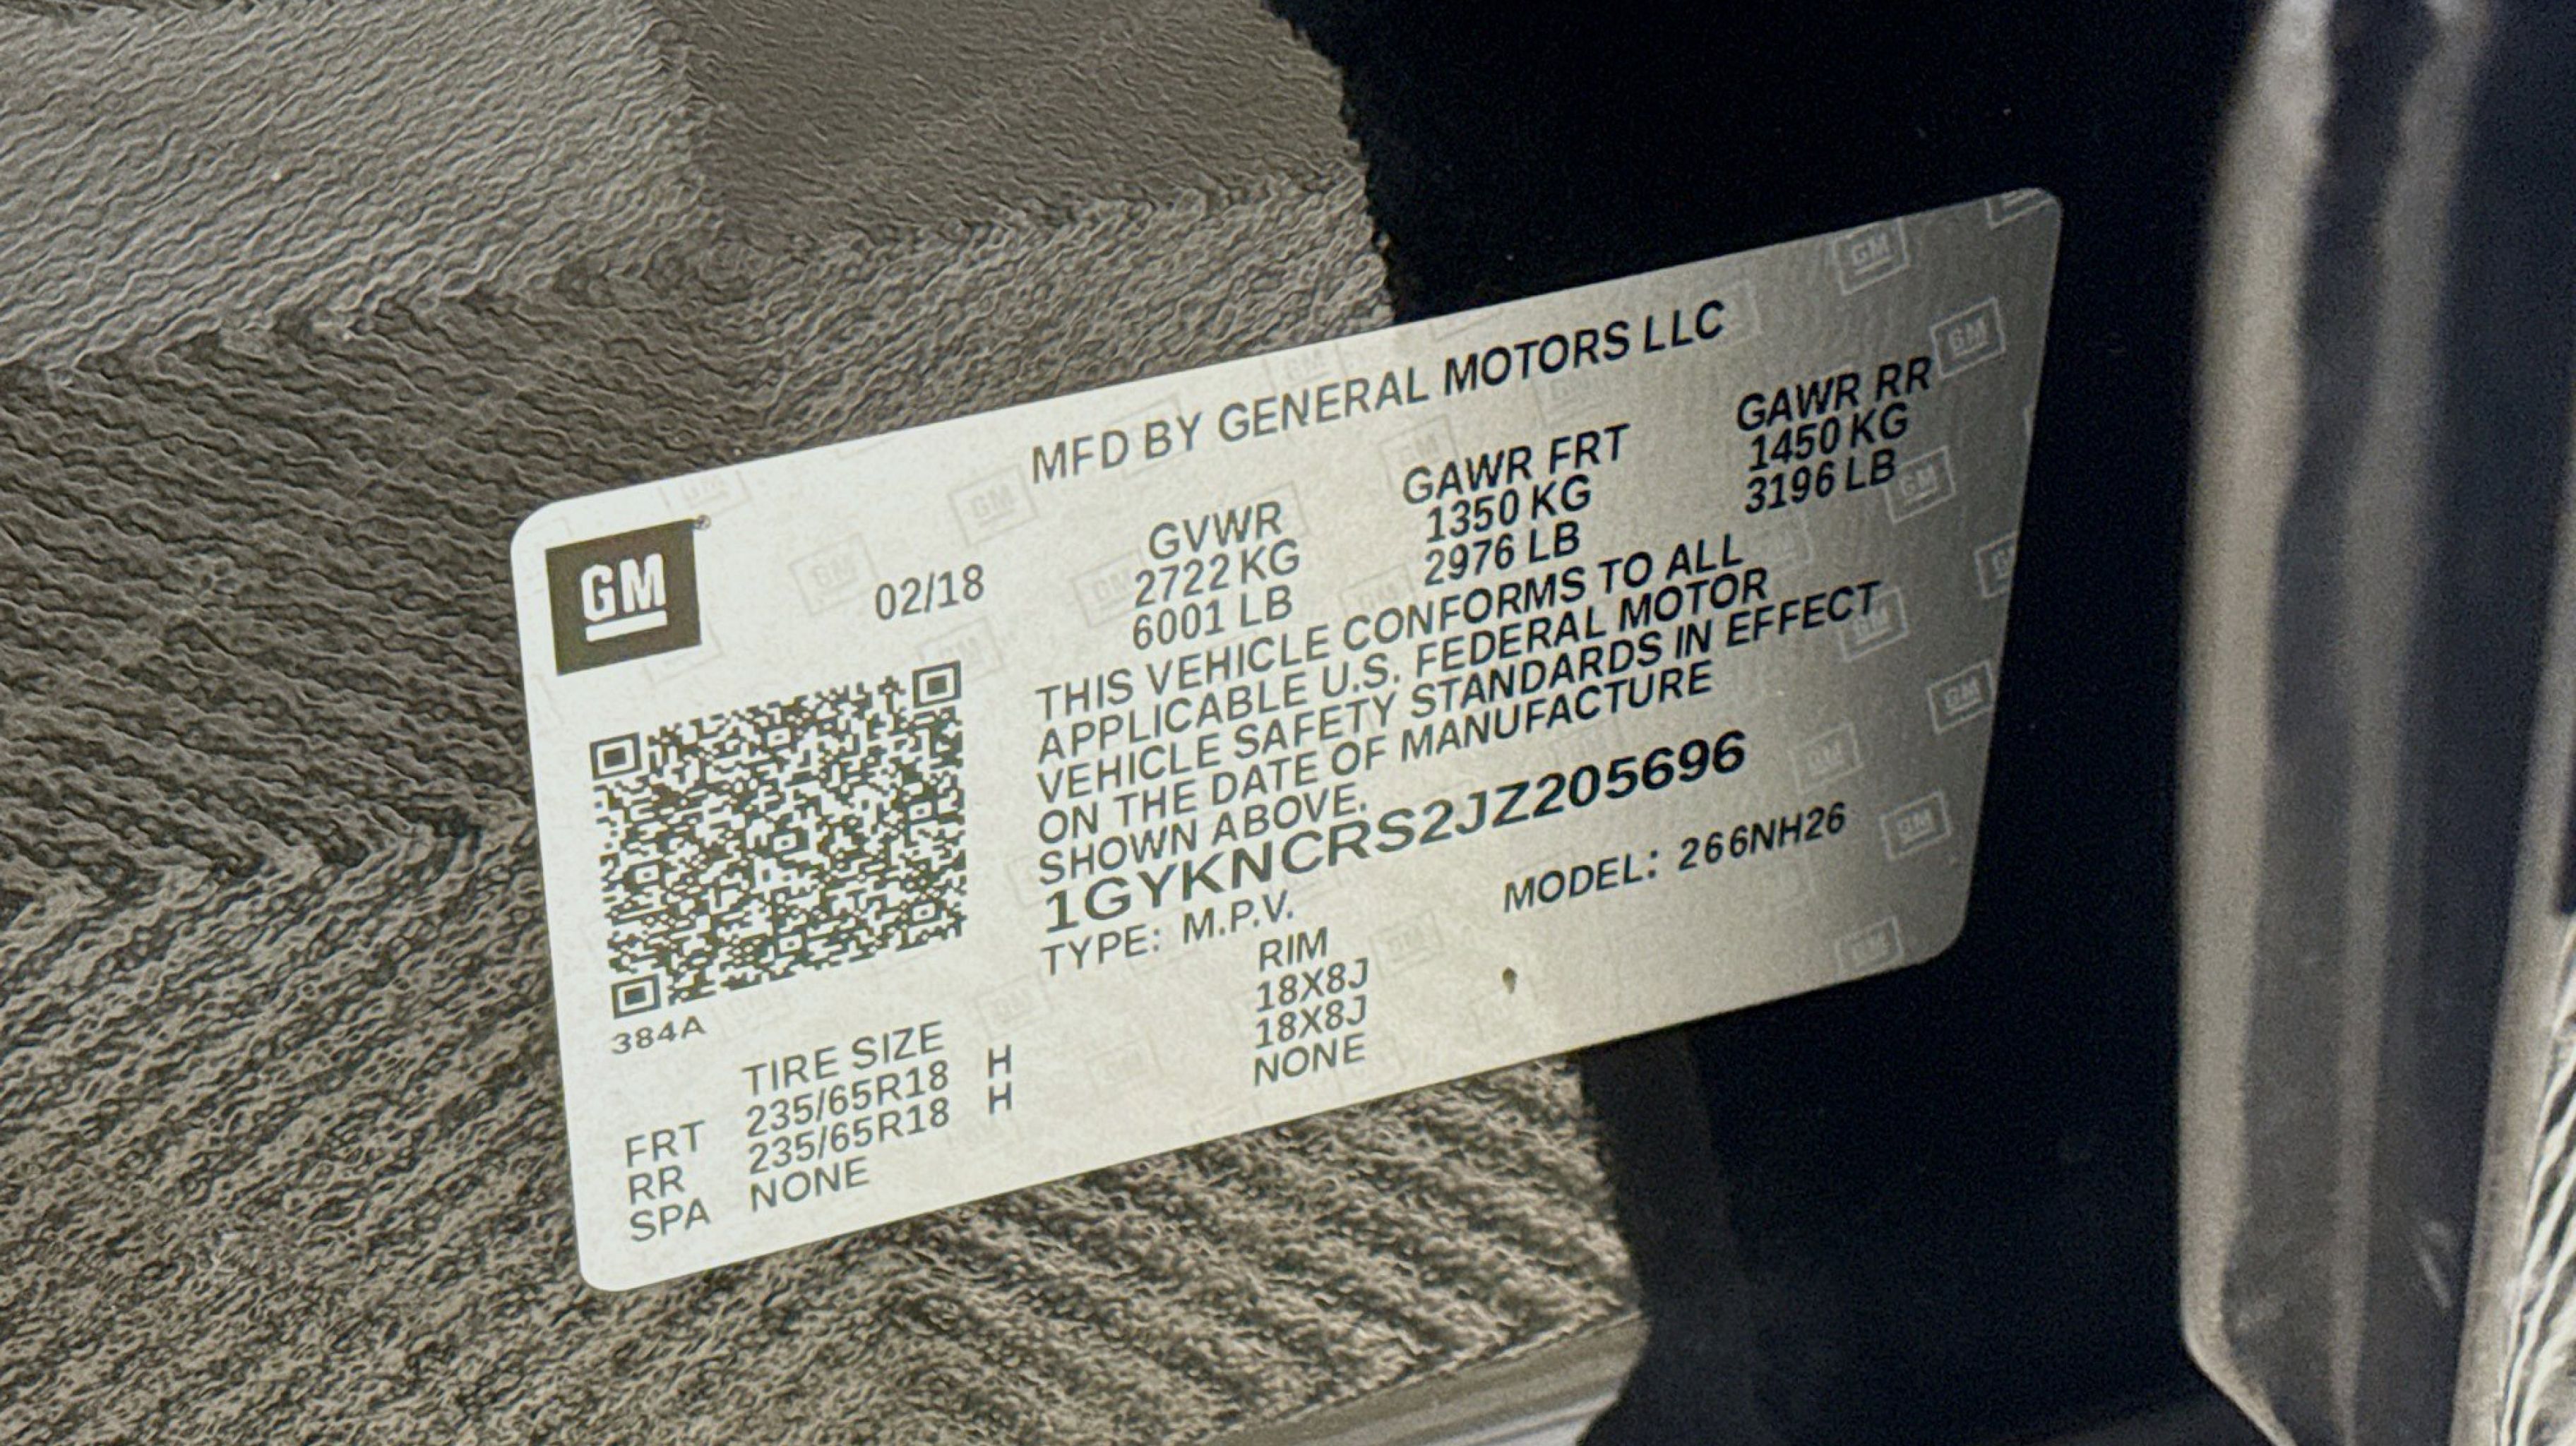 MFD BY GENERAL MOTORS LLC
GM
02/18
GVWR GAWR FRT GAWR RR
2722 KG 1350 KG 1450 KG
6001 LB 2976 LB 3196 LB
THIS VEHICLE CONFORMS TO ALL
APPLICABLE U.S. FEDERAL MOTOR
VEHICLE SAFETY STANDARDS IN EFFECT
ON THE DATE OF MANUFACTURE
SHOWN ABOVE.
1GYKNCRS2JZ205696
TYPE: M.P.V. MODEL: 266NH26
384A
TIRE SIZE RIM
FRT 235/65R18 H 18X8J
RR 235/65R18 H 18X8J
SPA NONE NONE